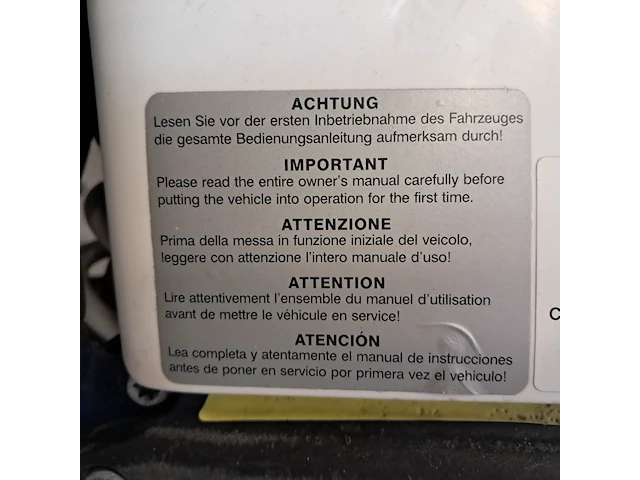 ACHTUNG
Lesen Sie vor der ersten Inbetriebnahme des Fahrzeuges
die gesamte Bedienungsanleitung aufmerksam durch!
IMPORTANT
Please read the entire owner's manual carefully before
putting the vehicle into operation for the first time.
ATTENZIONE
Prima della messa in funzione iniziale del veicolo,
leggere con attenzione l'intero manuale d'uso!
ATTENTION
Lire attentivement l'ensemble du manuel d'utilisation
avant de mettre le véhicule en service!
ATENCIÓN
Lea completa y atentamente el manual de instrucciones
antes de poner en servicio por primera vez el vehiculo!
C